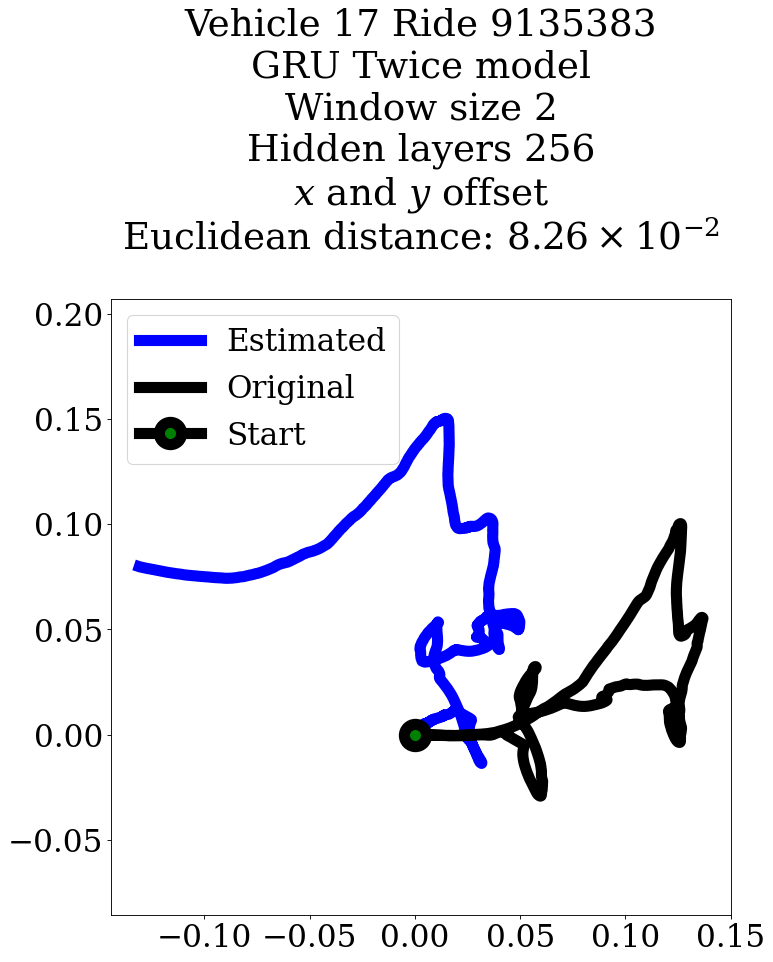 Vehicle 17 Ride 9135383
GRU Twice model
Window size 2
Hidden layers 256
x and y offset
Euclidean distance: 8.26 × 10⁻²
Estimated
Original
Start
0.20
0.15
0.10
0.05
0.00
−0.05
−0.10 −0.05 0.00 0.05 0.10 0.15